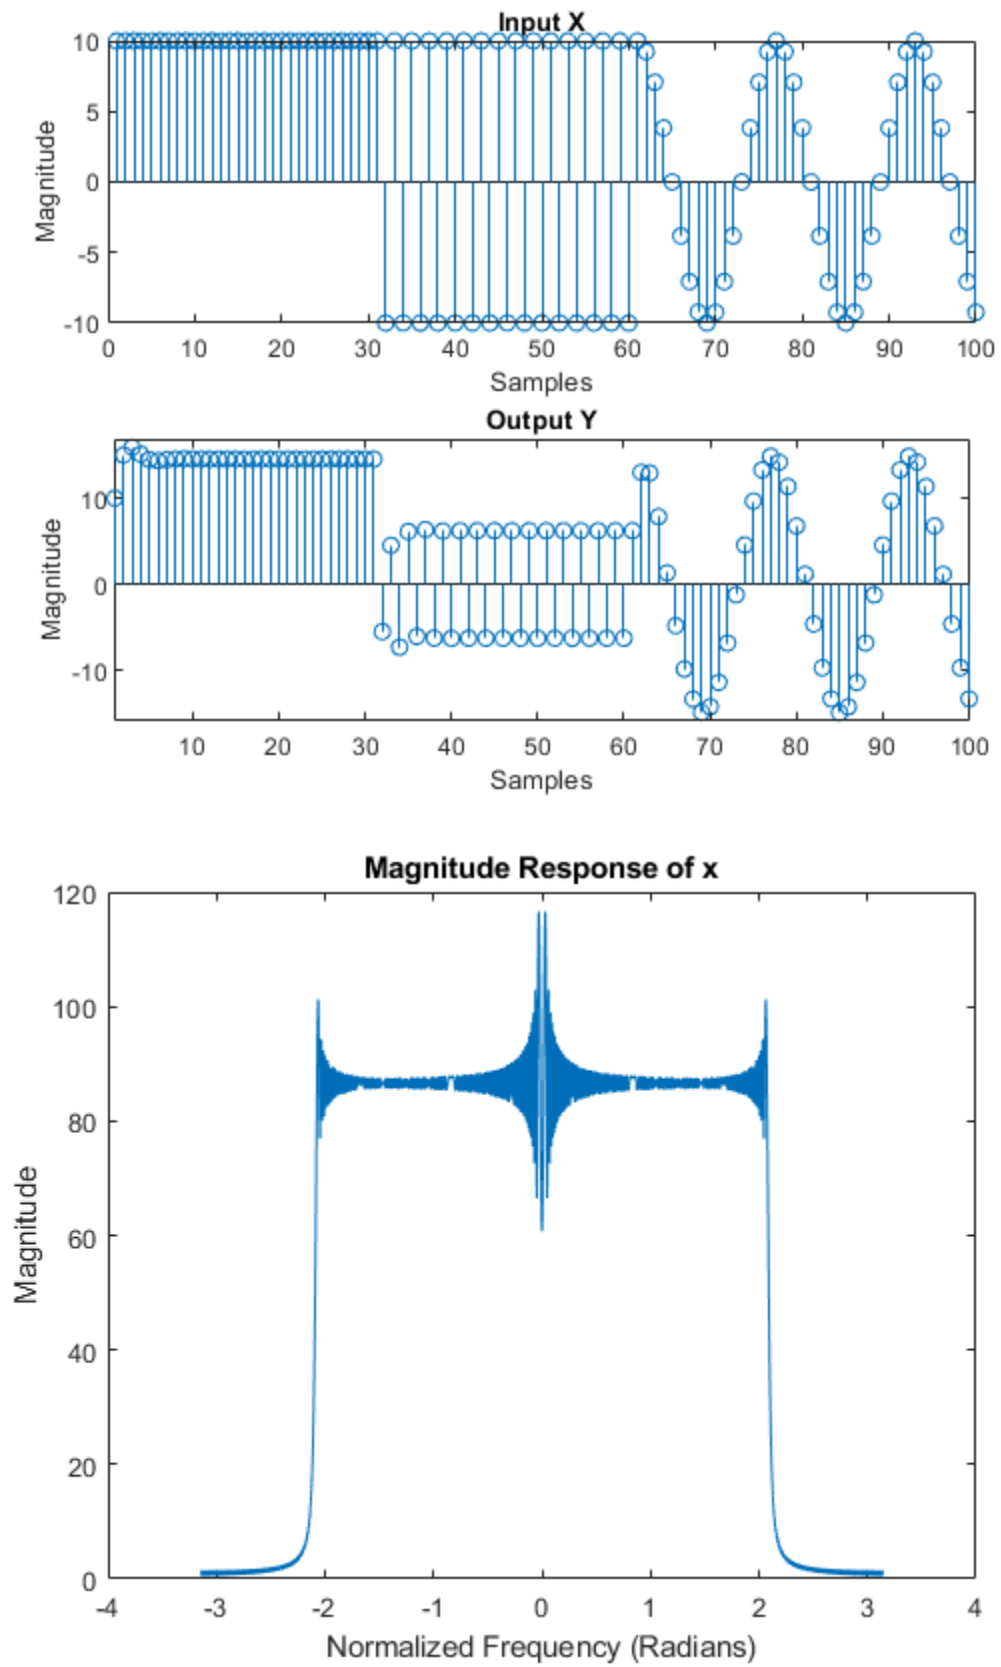 Input X
10
5
0
-5
-10
Magnitude
0 10 20 30 40 50 60 70 80 90 100
Samples
Output Y
10
0
-10
Magnitude
10 20 30 40 50 60 70 80 90 100
Samples
Magnitude Response of x
120
100
80
60
40
20
0
Magnitude
-4 -3 -2 -1 0 1 2 3 4
Normalized Frequency (Radians)